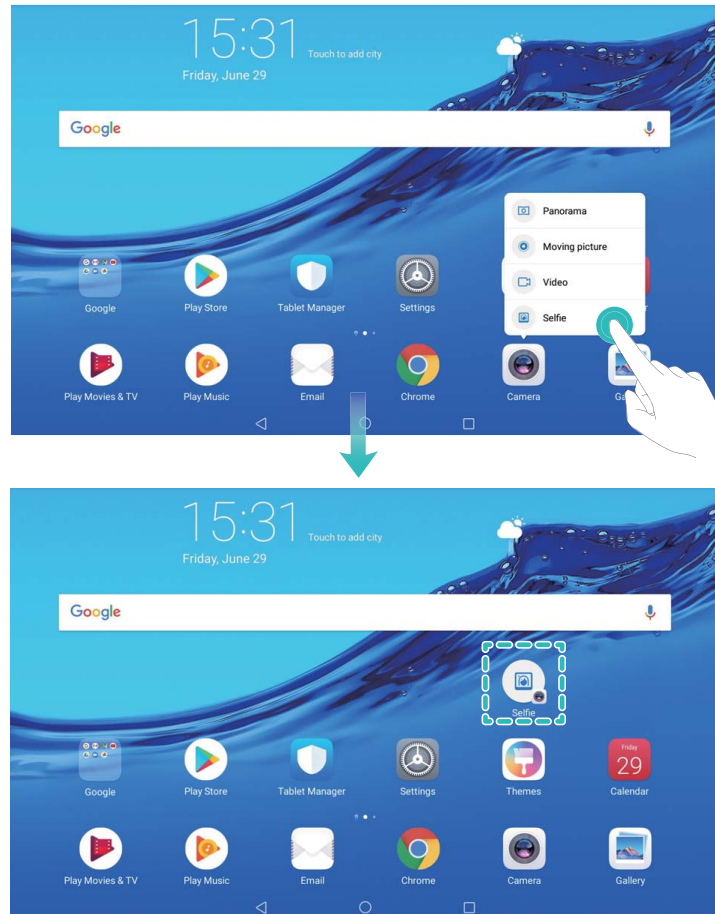 15:31 Touch to add city
Friday, June 29
Google
Panorama
Moving picture
Video
Selfie
Google Play Store Tablet Manager Settings
Play Movies & TV Play Music Email Chrome Camera
15:31 Touch to add city
Friday, June 29
Google
Selfie
Friday
29
Google Play Store Tablet Manager Settings Themes Calendar
Play Movies & TV Play Music Email Chrome Camera Gallery